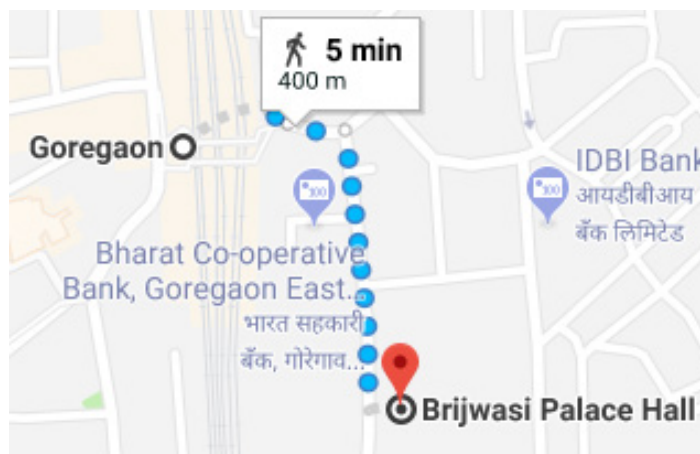 5 min
400 m
Goregaon
IDBI Bank
आयडीबीआय
बँक लिमिटेड
Bharat Co-operative
Bank, Goregaon East...
भारत सहकारी
बँक, गोरेगाव...
Brijwasi Palace Hall